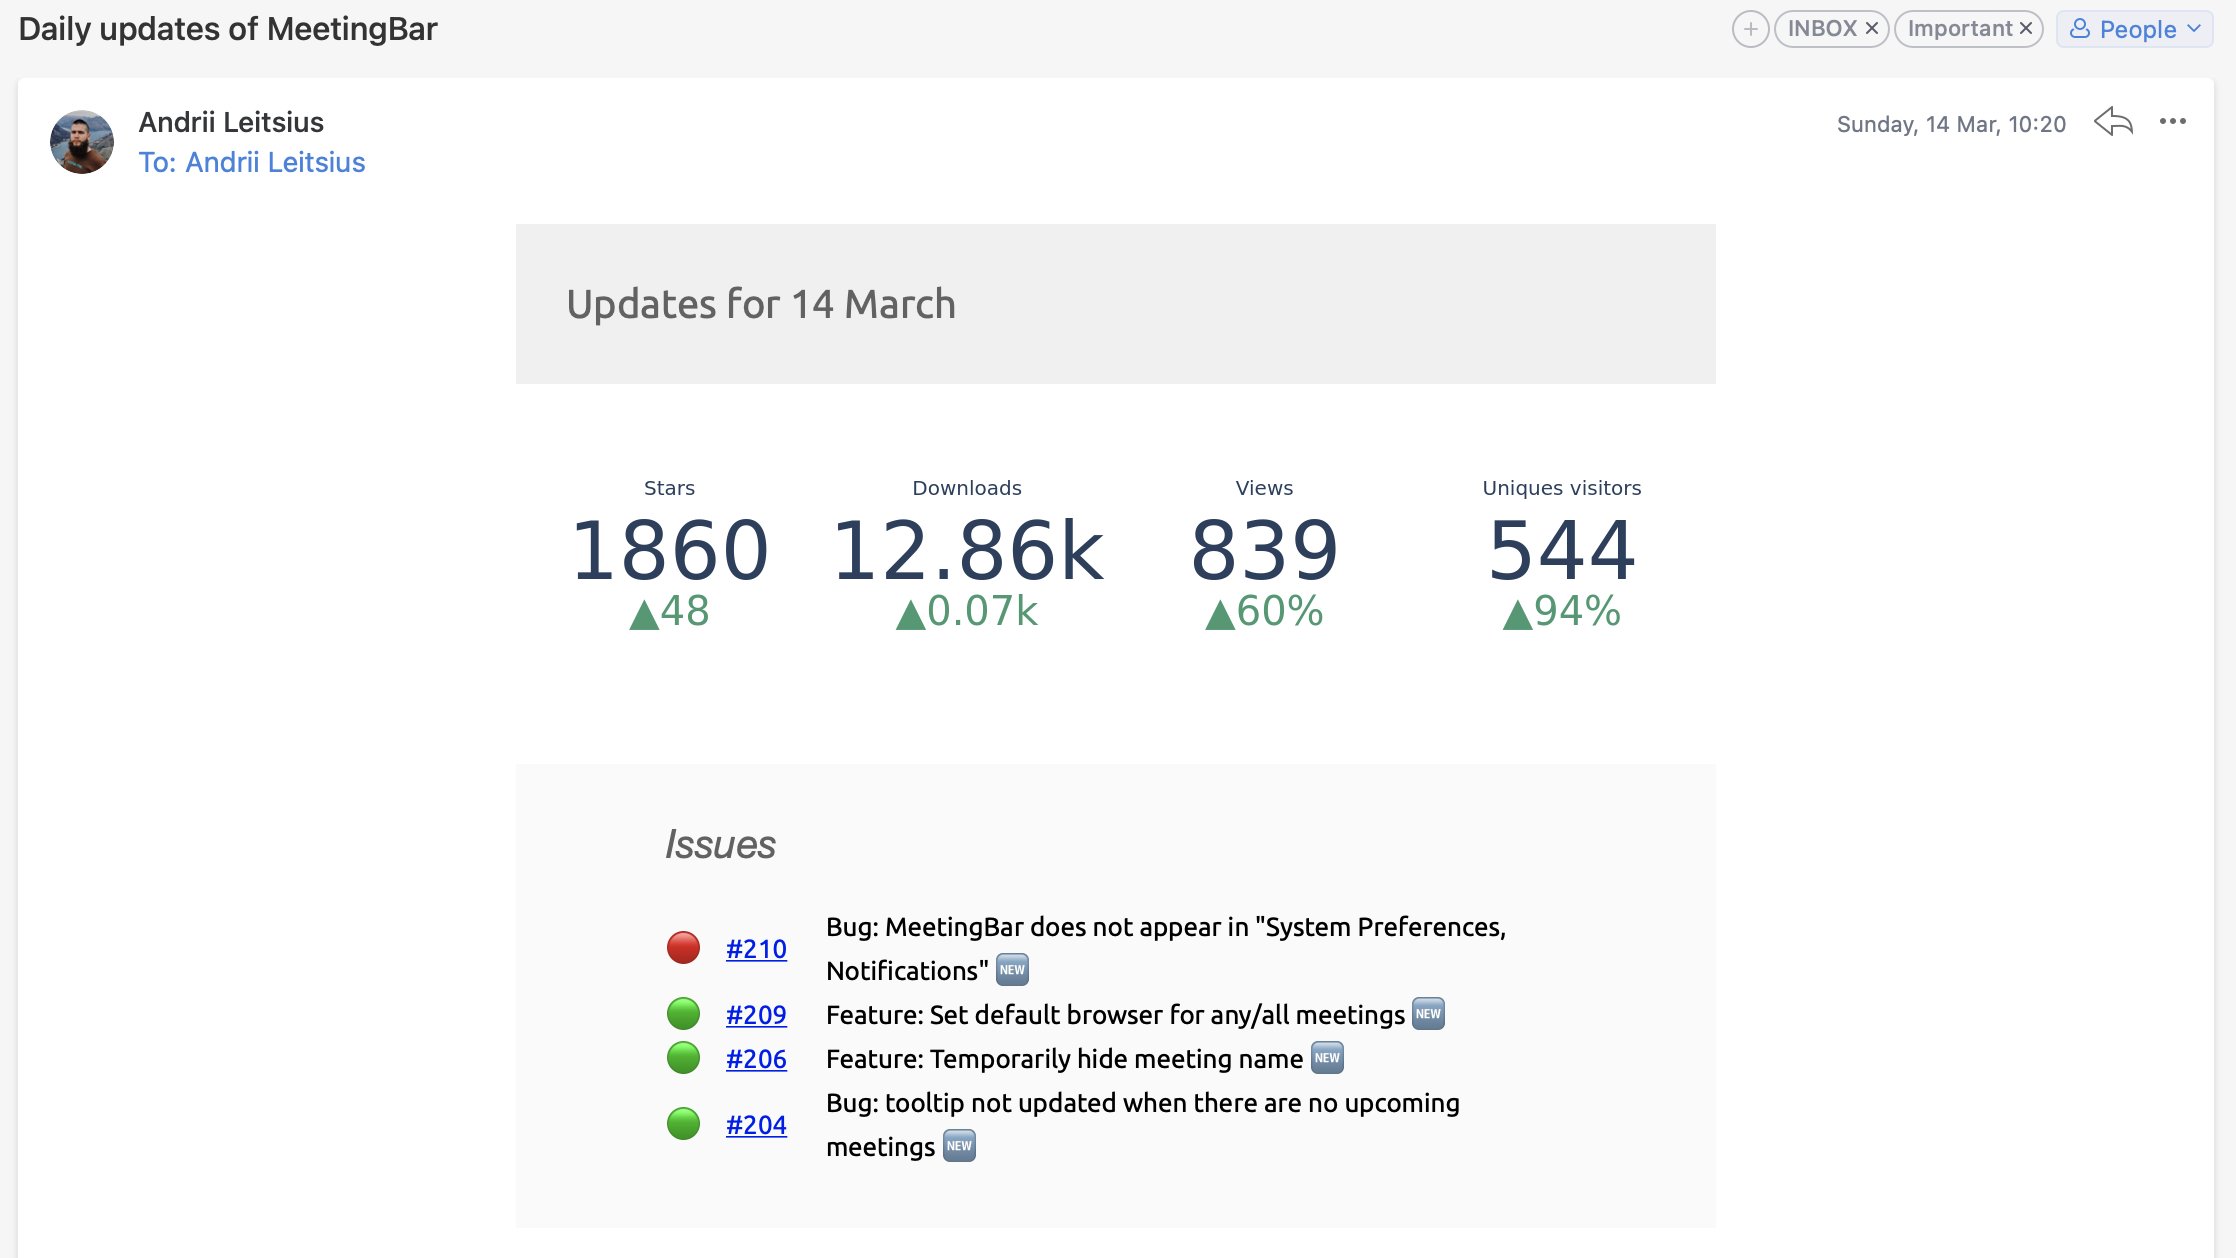 Daily updates of MeetingBar
+ INBOX × Important × People
Andrii Leitsius
Sunday, 14 Mar, 10:20
To: Andrii Leitsius
Updates for 14 March
Stars Downloads Views Uniques visitors
1860 12.86k 839 544
▲48 ▲0.07k ▲60% ▲94%
Issues
#210 Bug: MeetingBar does not appear in "System Preferences,
Notifications" NEW
#209 Feature: Set default browser for any/all meetings NEW
#206 Feature: Temporarily hide meeting name NEW
#204 Bug: tooltip not updated when there are no upcoming
meetings NEW